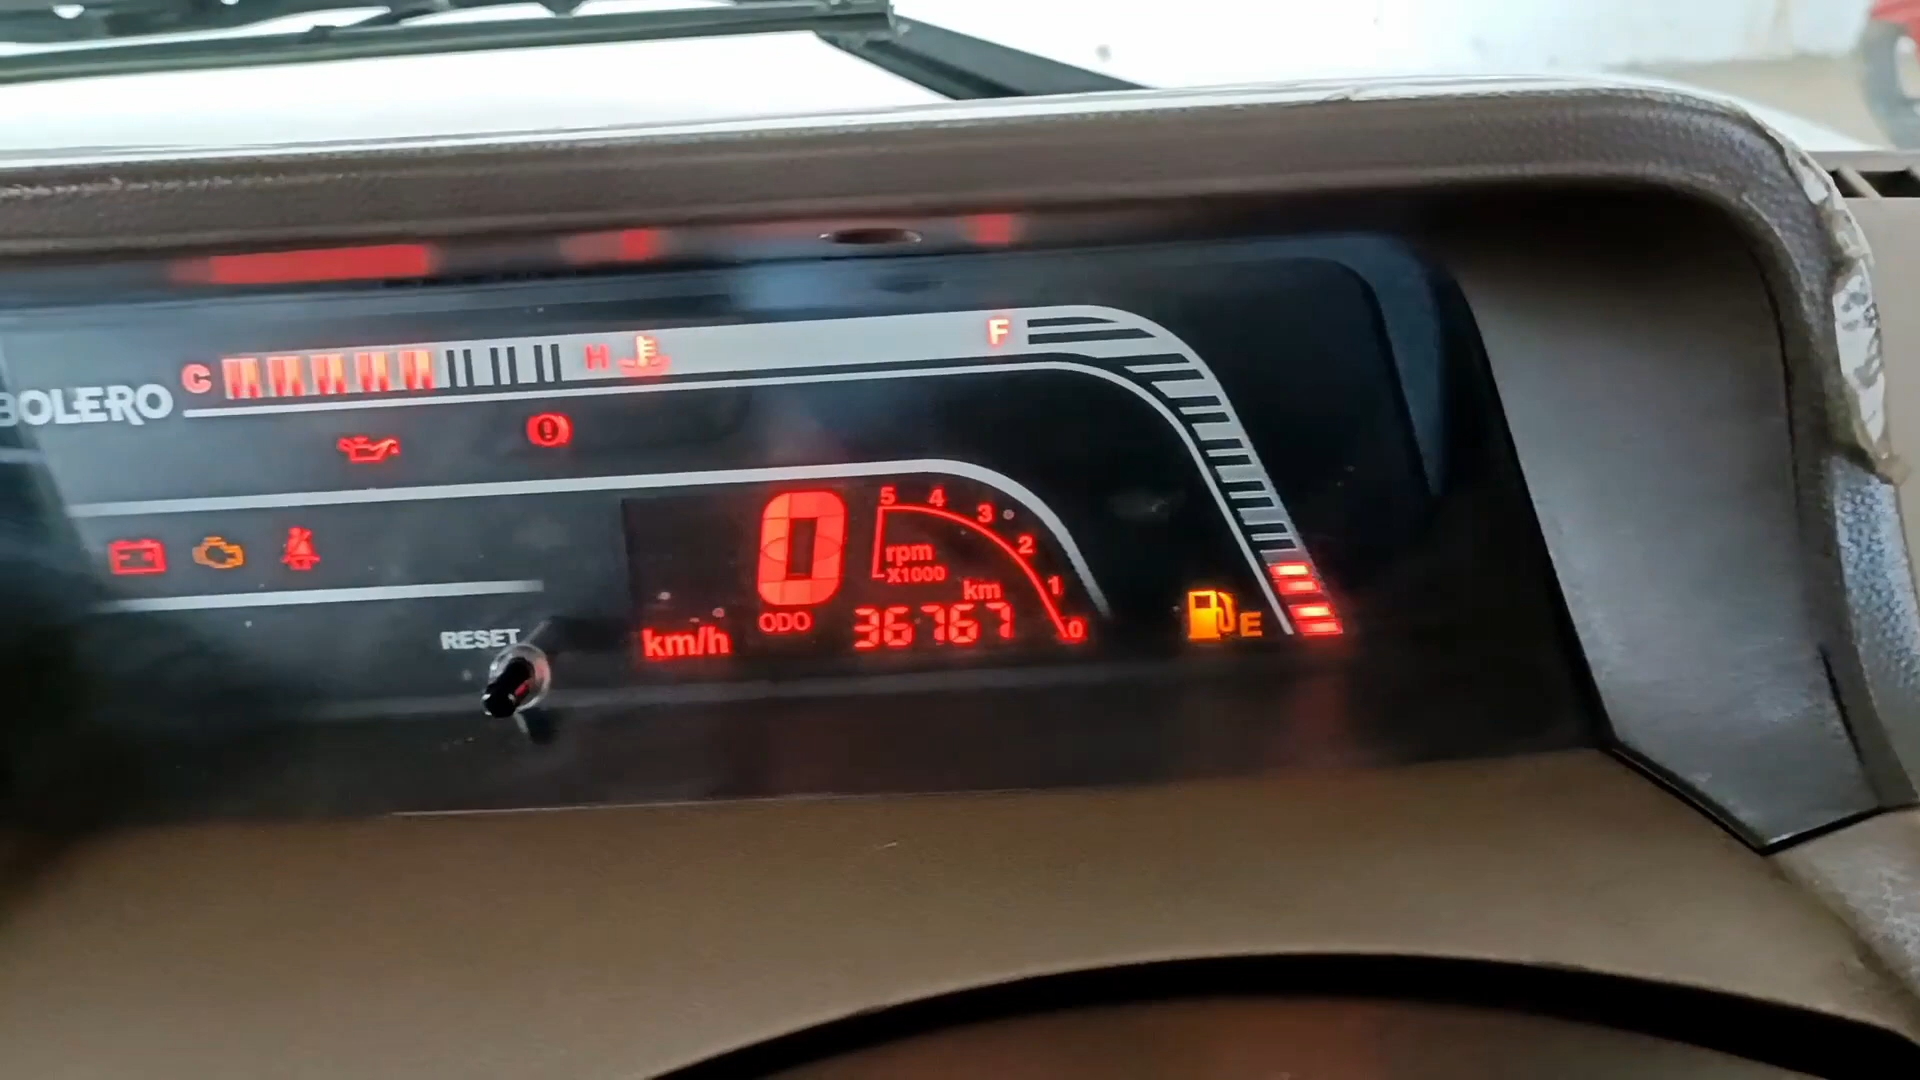 C H F
BOLERO
5 4 3 2 1 0
rpm
X1000
0
km
RESET
km/h ODO 36767
E